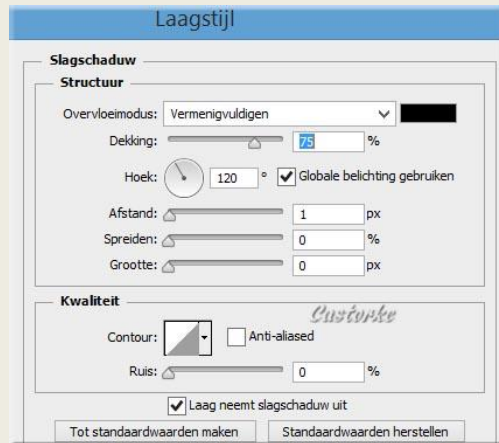 Laagstijl
Slagschaduw
Structuur
Overvloeimodus: Vermenigvuldigen
Dekking: 75 %
Hoek: 120 ° Globale belichting gebruiken
Afstand: 1 px
Spreiden: 0 %
Grootte: 0 px
Kwaliteit
Custorke
Contour: Anti-aliased
Ruis: 0 %
Laag neemt slagschaduw uit
Tot standaardwaarden maken Standaardwaarden herstellen